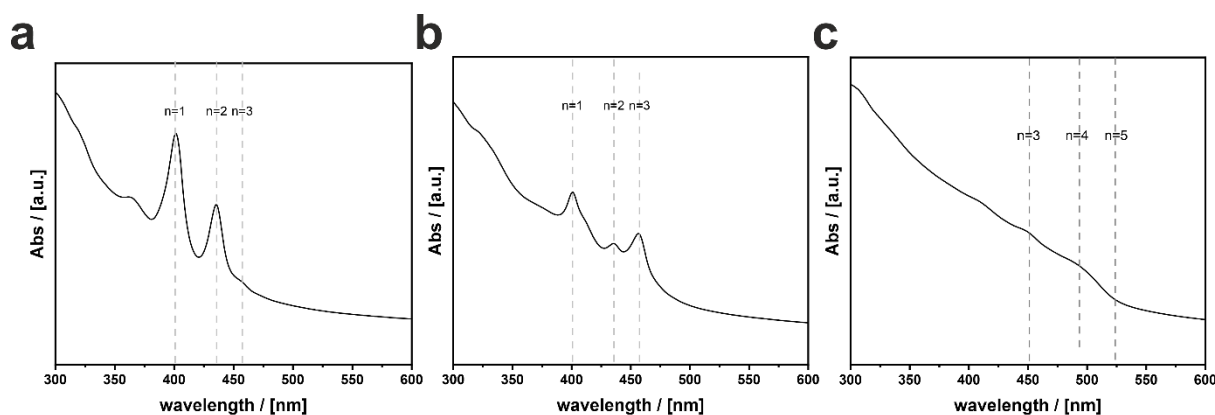 a
n=1 n=2 n=3
Abs / [a.u.]
300 350 400 450 500 550 600
wavelength / [nm]
b
n=1 n=2 n=3
Abs / [a.u.]
300 350 400 450 500 550 600
wavelength / [nm]
c
n=3 n=4 n=5
Abs / [a.u.]
300 350 400 450 500 550 600
wavelength / [nm]